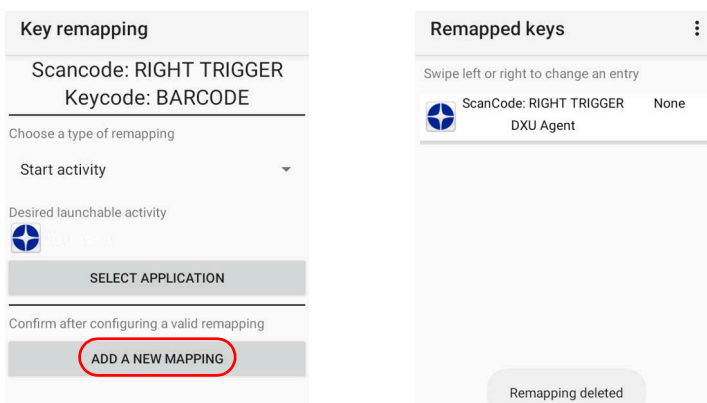 Key remapping
Scancode: RIGHT TRIGGER
Keycode: BARCODE
Choose a type of remapping
Start activity
Desired launchable activity
SELECT APPLICATION
Confirm after configuring a valid remapping
ADD A NEW MAPPING
Remapped keys
Swipe left or right to change an entry
ScanCode: RIGHT TRIGGER None
DXU Agent
Remapping deleted